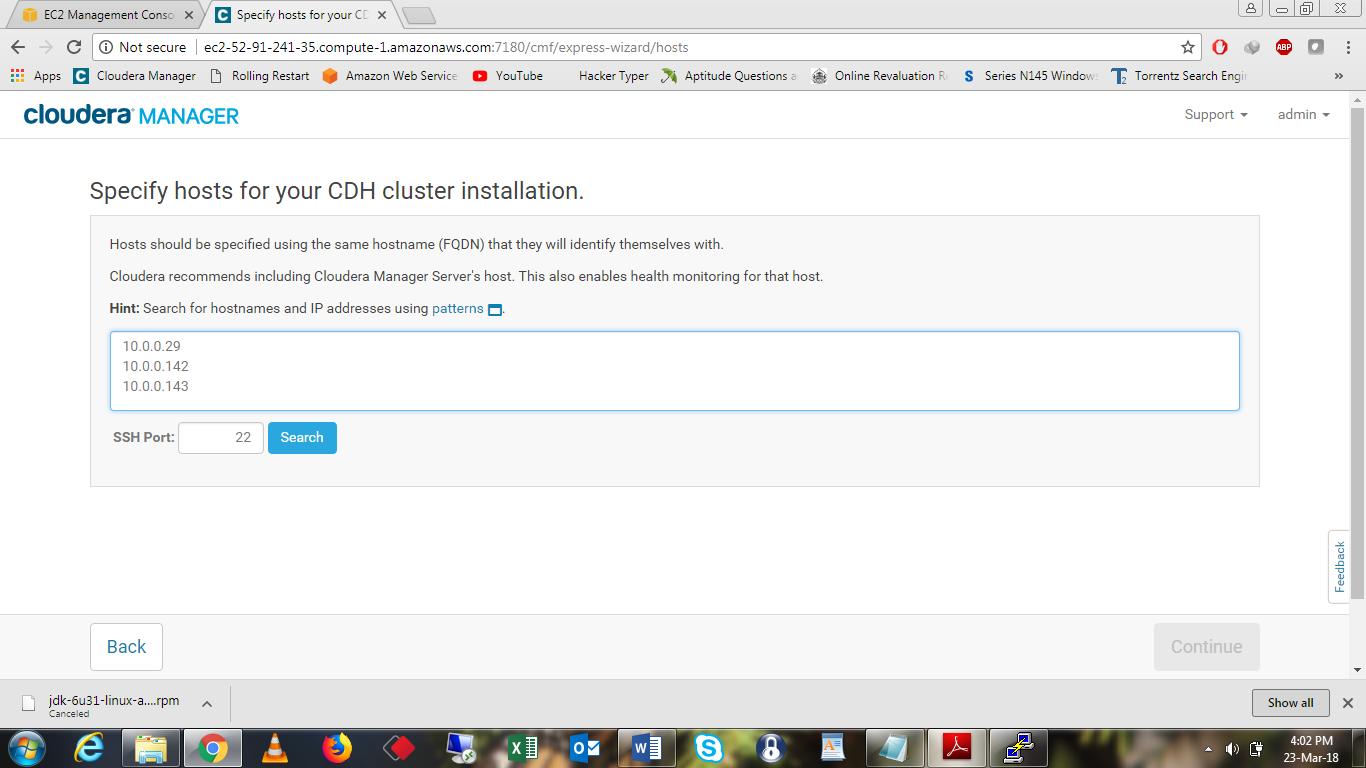 EC2 Management Conso
Specify hosts for your CD
Not secure
ec2-52-91-241-35.compute-1.amazonaws.com:7180/cmf/express-wizard/hosts
ABP
Apps
Cloudera Manager
Rolling Restart
Amazon Web Service
YouTube
Hacker Typer
Aptitude Questions a
Online Revaluation R
Series N145 Window
Torrentz Search Engin
cloudera MANAGER
Support
admin
Specify hosts for your CDH cluster installation.
Hosts should be specified using the same hostname (FQDN) that they will identify themselves with.
Cloudera recommends including Cloudera Manager Server's host. This also enables health monitoring for that host.
Hint: Search for hostnames and IP addresses using patterns.
10.0.0.29
10.0.0.142
10.0.0.143
SSH Port: 22 Search
Feedback
Back
Continue
jdk-6u31-linux-a....rpm
Canceled
Show all
4:02 PM
23-Mar-18